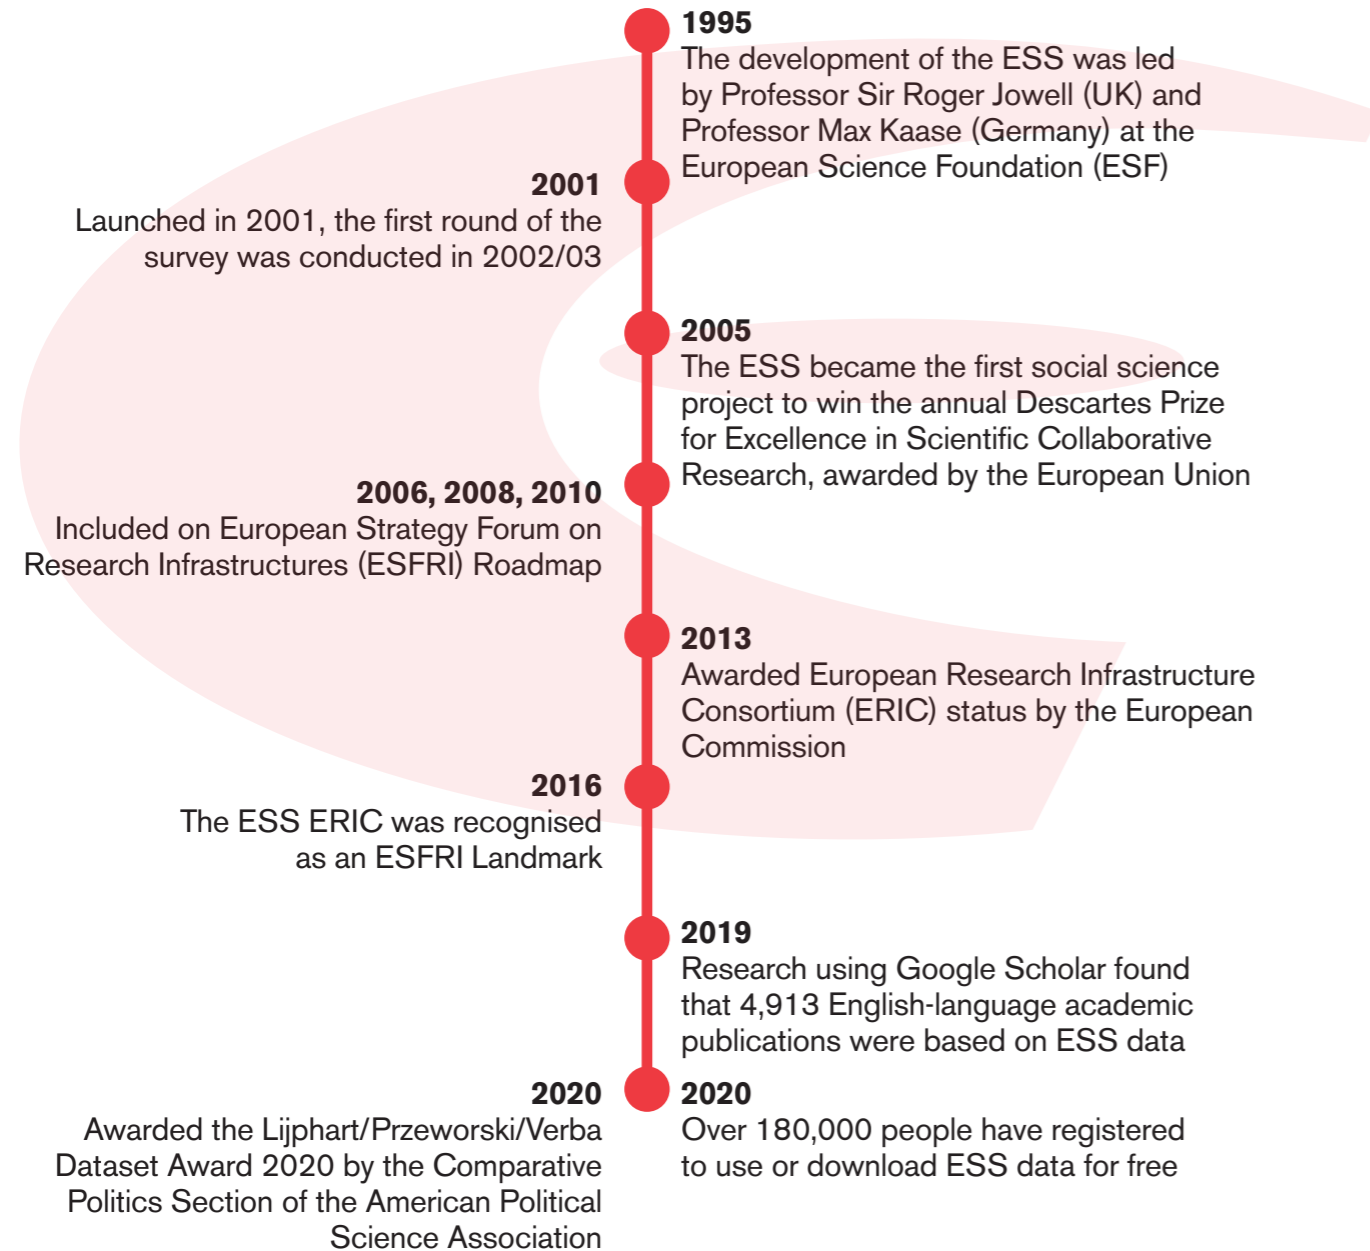 1995
The development of the ESS was led
by Professor Sir Roger Jowell (UK) and
Professor Max Kaase (Germany) at the
European Science Foundation (ESF)
2001
Launched in 2001, the first round of the
survey was conducted in 2002/03
2005
The ESS became the first social science
project to win the annual Descartes Prize
for Excellence in Scientific Collaborative
Research, awarded by the European Union
2006, 2008, 2010
Included on European Strategy Forum on
Research Infrastructures (ESFRI) Roadmap
2013
Awarded European Research Infrastructure
Consortium (ERIC) status by the European
Commission
2016
The ESS ERIC was recognised
as an ESFRI Landmark
2019
Research using Google Scholar found
that 4,913 English-language academic
publications were based on ESS data
2020
Awarded the Lijphart/Przeworski/Verba
Dataset Award 2020 by the Comparative
Politics Section of the American Political
Science Association
2020
Over 180,000 people have registered
to use or download ESS data for free